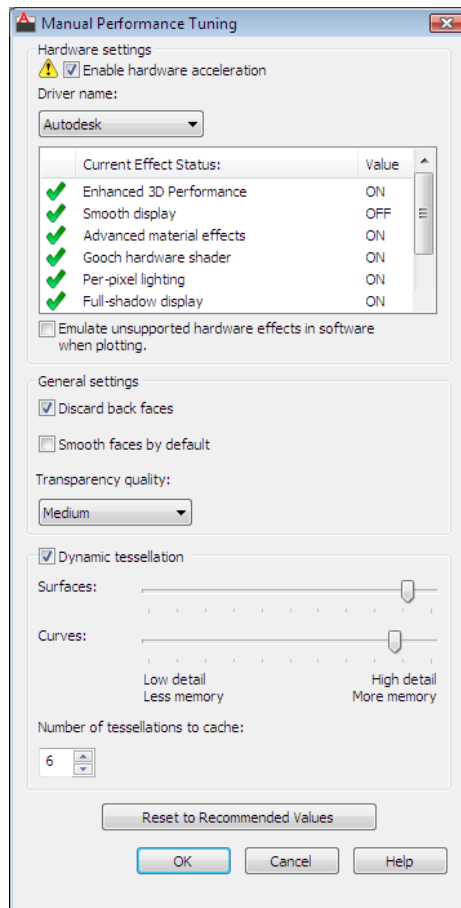 Manual Performance Tuning
Hardware settings
Enable hardware acceleration
Driver name:
Autodesk
Current Effect Status: Value
Enhanced 3D Performance ON
Smooth display OFF
Advanced material effects ON
Gooch hardware shader ON
Per-pixel lighting ON
Full-shadow display ON
Emulate unsupported hardware effects in software
when plotting.
General settings
Discard back faces
Smooth faces by default
Transparency quality:
Medium
Dynamic tessellation
Surfaces:
Curves:
Low detail High detail
Less memory More memory
Number of tessellations to cache:
6
Reset to Recommended Values
OK Cancel Help